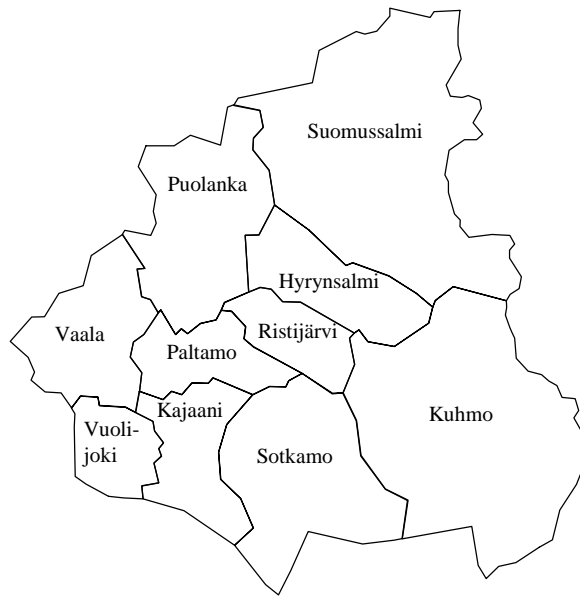 Suomussalmi
Puolanka
Hyrynsalmi
Vaala
Ristijärvi
Paltamo
Kajaani
Kuhmo
Vuoli-
joki
Sotkamo